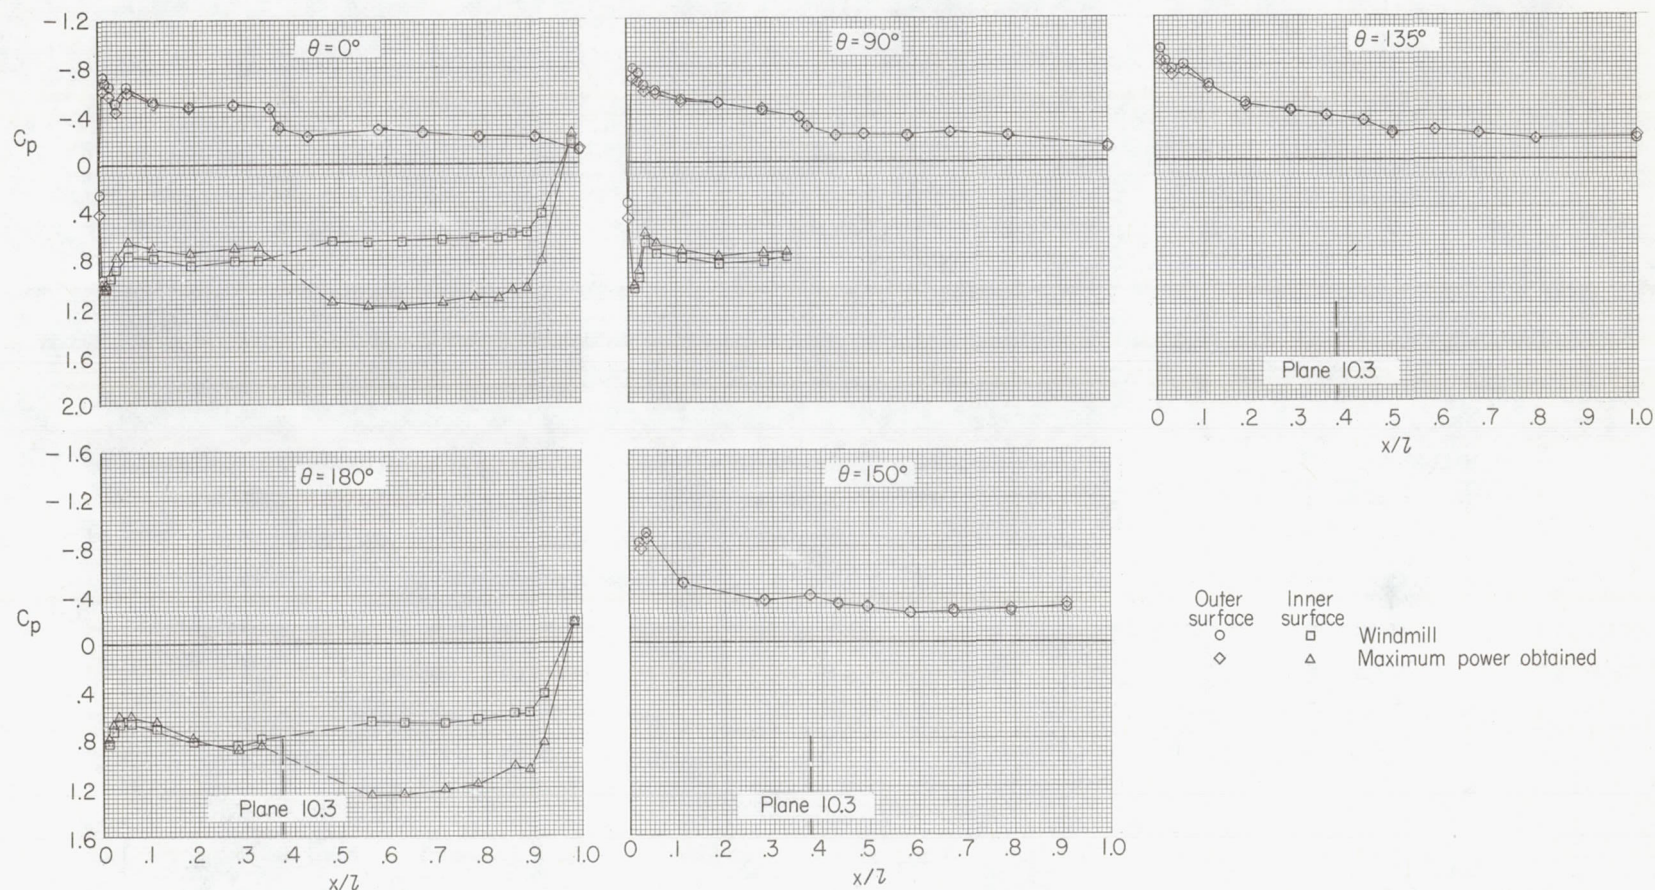 θ = 0°
θ = 90°
θ = 135°
− 1.2
− .8
− .4
0
.4
.8
1.2
1.6
2.0
Cp
Plane 10.3
0 .1 .2 .3 .4 .5 .6 .7 .8 .9 1.0
x/l
θ = 180°
θ = 150°
− 1.6
− 1.2
− .8
− .4
0
.4
.8
1.2
1.6
Cp
Plane 10.3
Plane 10.3
0 .1 .2 .3 .4 .5 .6 .7 .8 .9 1.0
0 .1 .2 .3 .4 .5 .6 .7 .8 .9 1.0
x/l
x/l
Outer surface
Inner surface
Windmill
Maximum power obtained